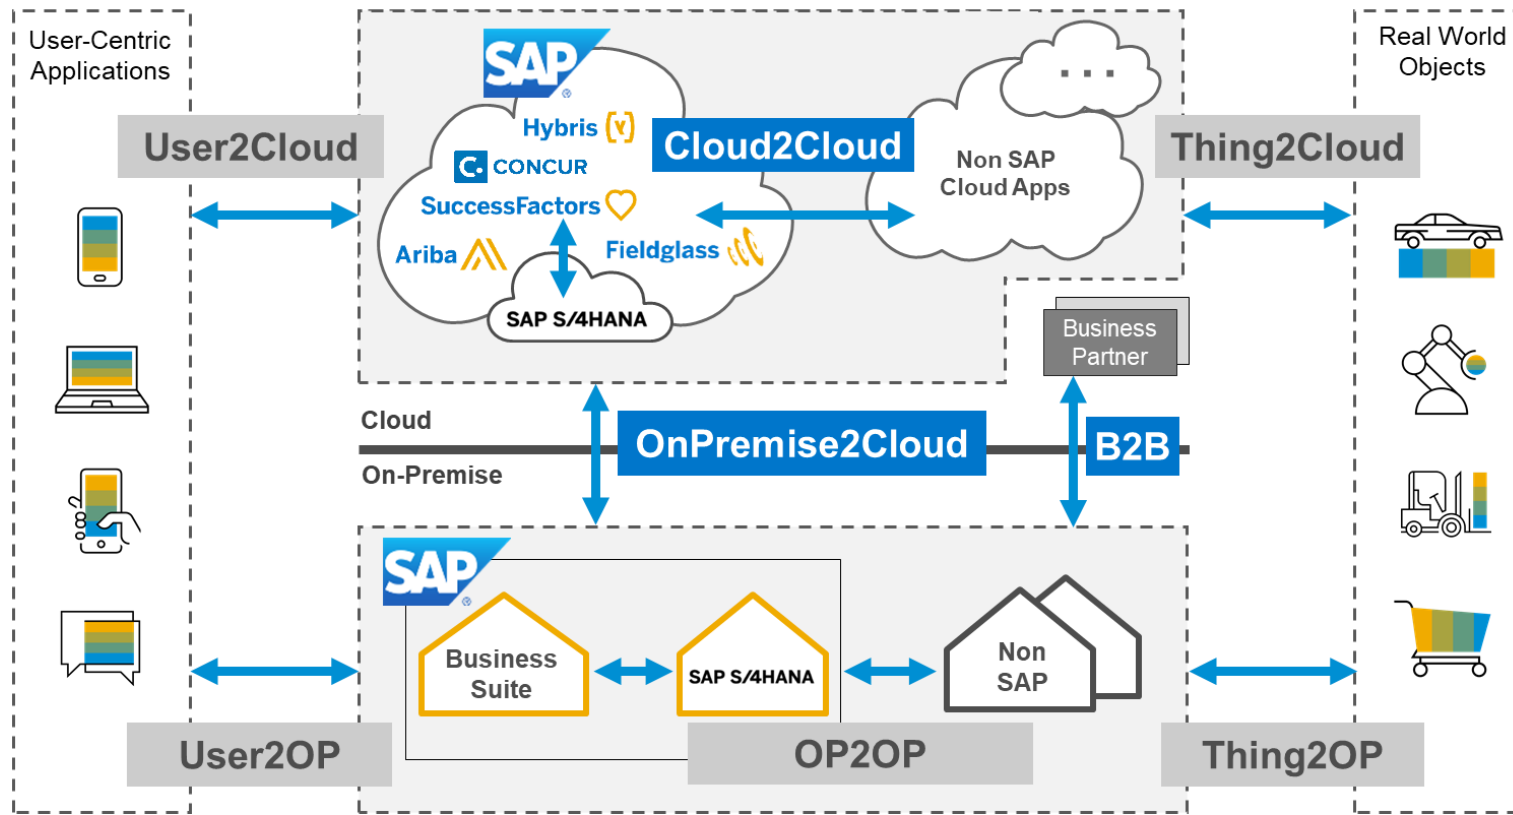 User-Centric
Applications
SAP
®
Hybris
C. CONCUR
SuccessFactors
Ariba
Fieldglass
SAP S/4HANA
User2Cloud
Cloud2Cloud
...
Non SAP
Cloud Apps
Thing2Cloud
Real World
Objects
Business
Partner
Cloud
OnPremise2Cloud
B2B
On-Premise
SAP
®
Business
Suite
SAP S/4HANA
Non
SAP
User2OP
OP2OP
Thing2OP